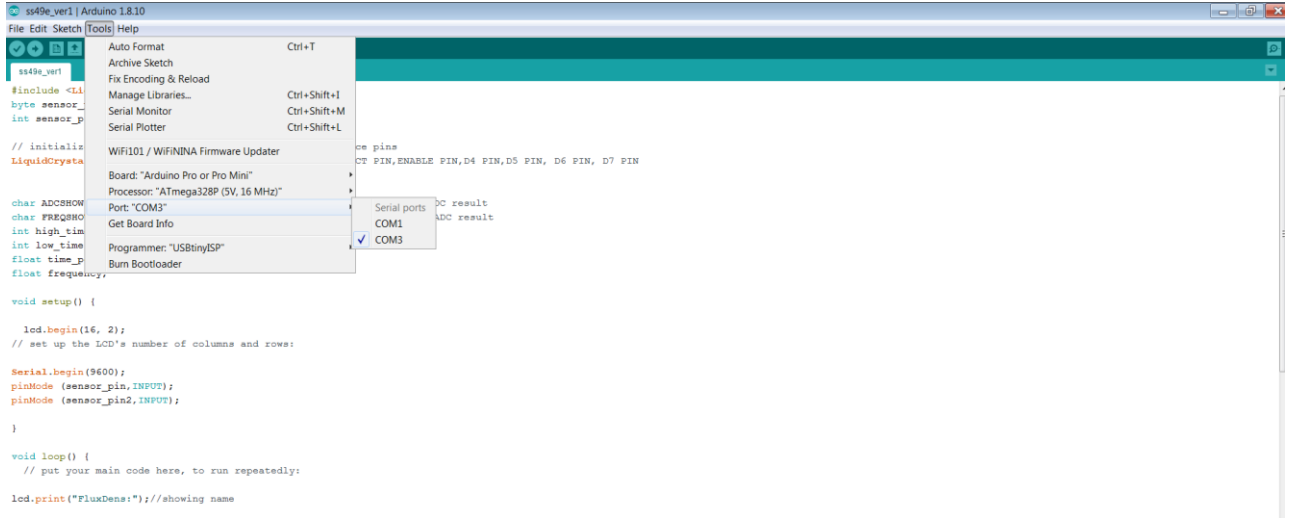 ss49e_ver1 | Arduino 1.8.10
File Edit Sketch Tools Help
ss49e_ver1
Auto Format Ctrl+T
Archive Sketch
Fix Encoding & Reload
Manage Libraries... Ctrl+Shift+I
Serial Monitor Ctrl+Shift+M
Serial Plotter Ctrl+Shift+L
WiFi101 / WiFiNINA Firmware Updater
Board: "Arduino Pro or Pro Mini"
Processor: "ATmega328P (5V, 16 MHz)"
Port: "COM3"
Get Board Info
Programmer: "USBtinyISP"
Burn Bootloader
Serial ports
COM1
COM3
#include <Li
byte sensor_
int sensor_p
// initializ ce pins
LiquidCrysta CT PIN,ENABLE PIN,D4 PIN,D5 PIN, D6 PIN, D7 PIN
char ADCSHOW DC result
char FREQSHO ADC result
int high_tim
int low_time
float time_p
float frequency;
void setup() {
lcd.begin(16, 2);
// set up the LCD's number of columns and rows:
Serial.begin(9600);
pinMode (sensor_pin,INPUT);
pinMode (sensor_pin2,INPUT);
}
void loop() {
// put your main code here, to run repeatedly:
lcd.print("FluxDens:");//showing name